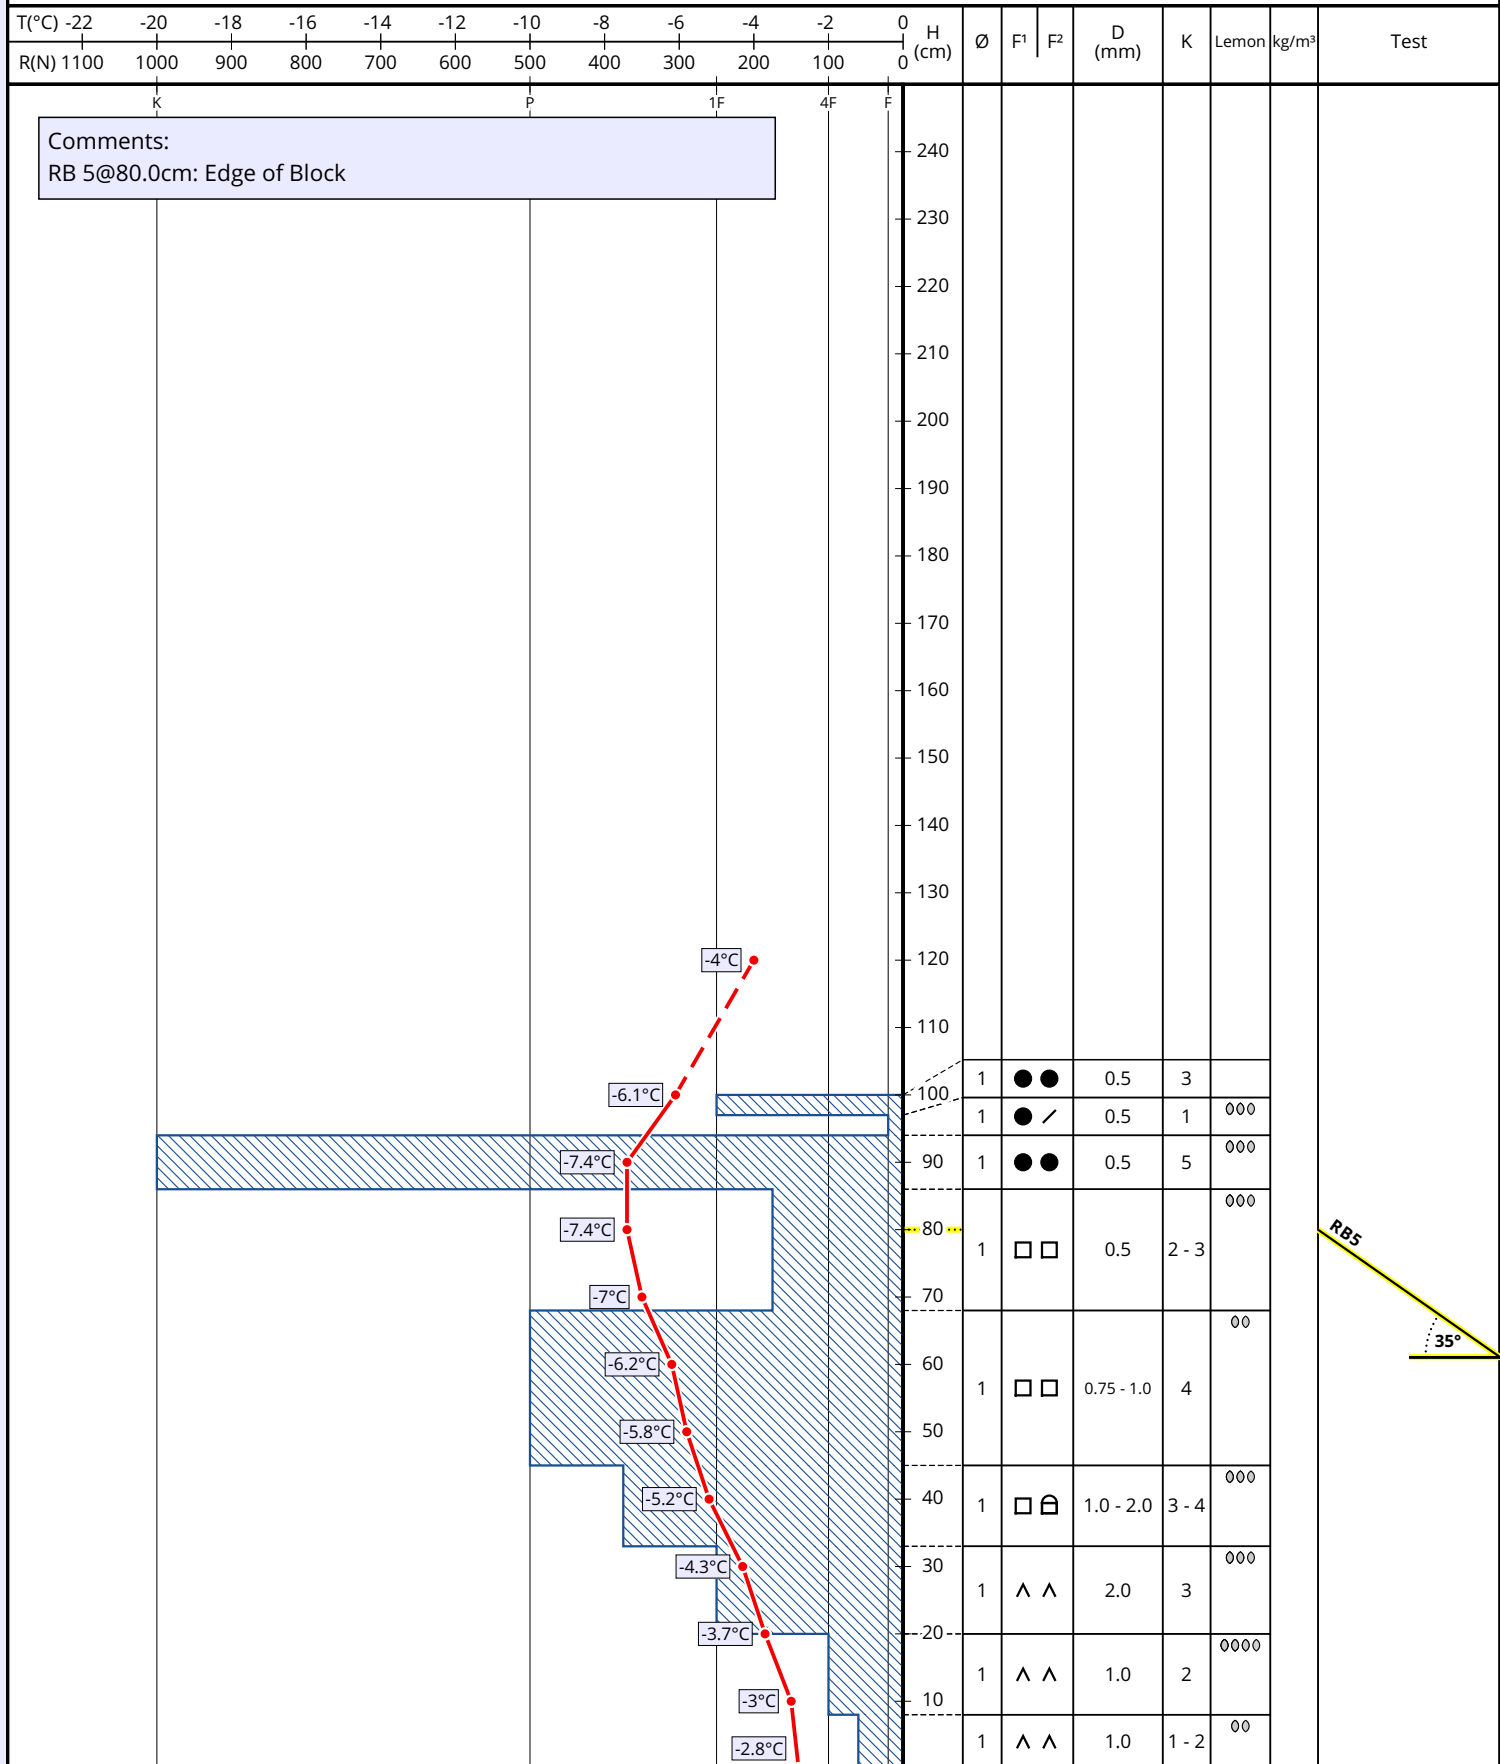 T(°C) -22 -20 -18 -16 -14 -12 -10 -8 -6 -4 -2 0
R(N) 1100 1000 900 800 700 600 500 400 300 200 100 0
H (cm) Ø F¹ F² D (mm) K Lemon kg/m³ Test
K P 1F 4F F
Comments:
RB 5@80.0cm: Edge of Block
240
230
220
210
200
190
180
170
160
150
140
130
-4°C 120
110
1 0.5 3
-6.1°C 100
1 0.5 1
-7.4°C 90 1 0.5 5
-7.4°C 80 RB5
1 0.5 2 - 3
-7°C 70
35°
-6.2°C 60
1 0.75 - 1.0 4
-5.8°C 50
-5.2°C 40 1 1.0 - 2.0 3 - 4
-4.3°C 30
1 2.0 3
-3.7°C 20
1 1.0 2
-3°C 10
1 1.0 1 - 2
-2.8°C